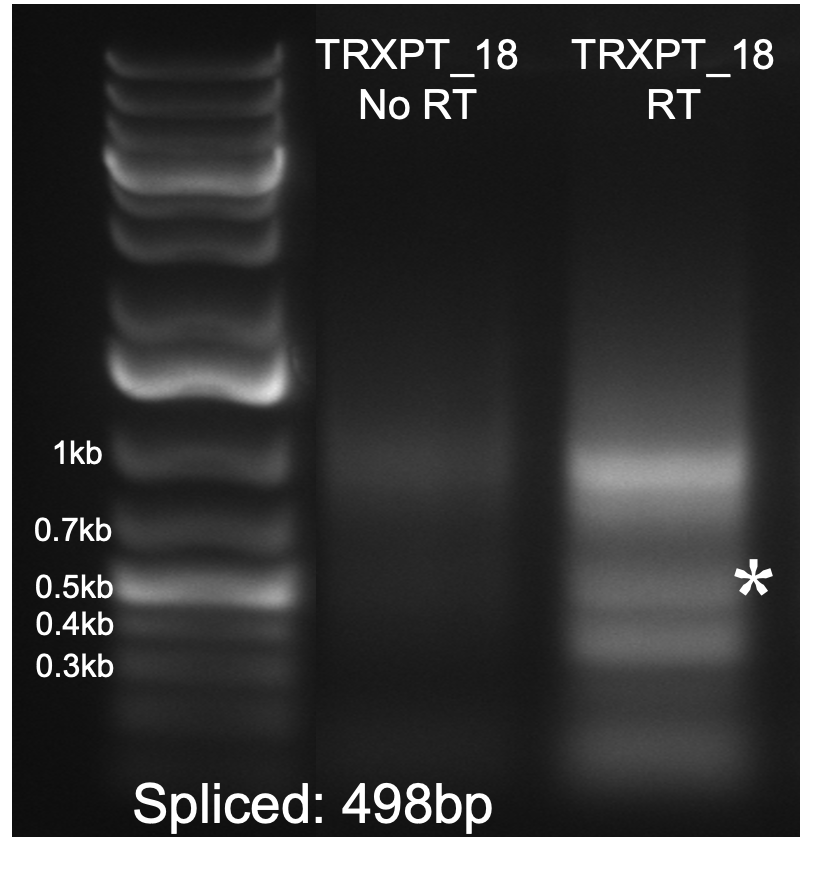 TRXPT_18
No RT
TRXPT_18
RT
1kb
0.7kb
0.5kb
0.4kb
0.3kb
*
Spliced: 498bp